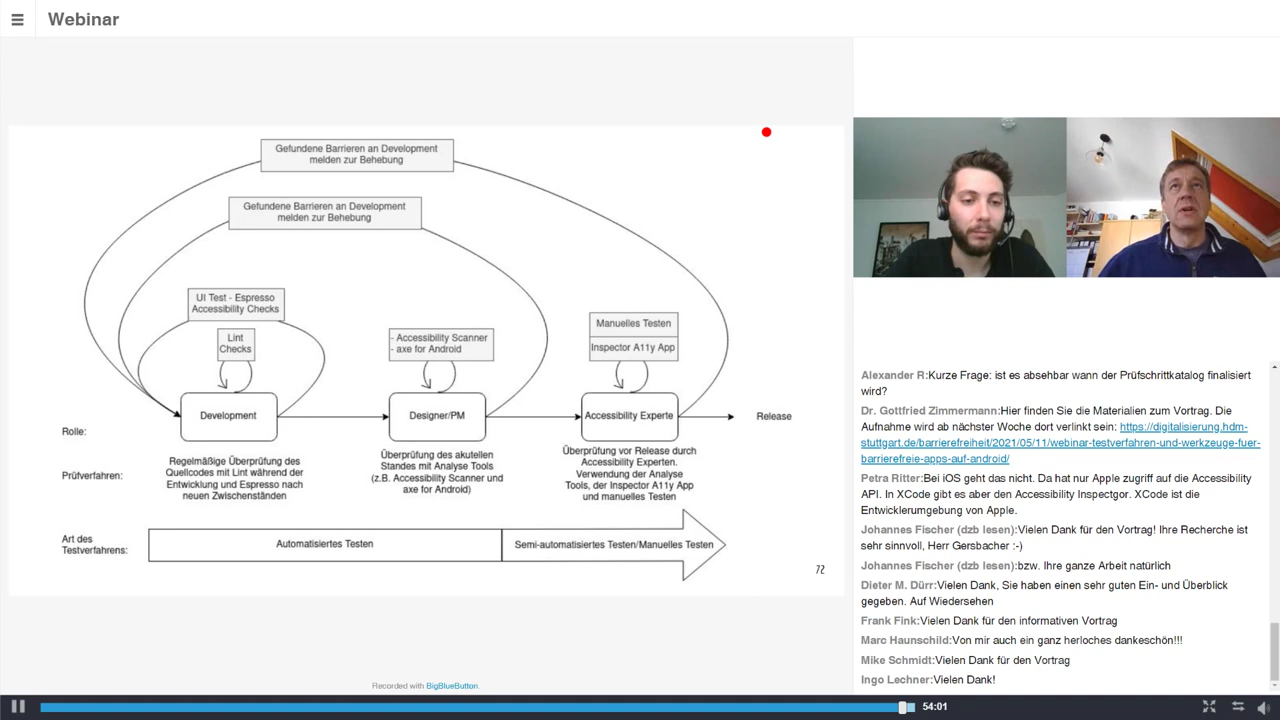 Webinar
Gefundene Barrieren an Development
melden zur Behebung
Gefundene Barrieren an Development
melden zur Behebung
UI Test - Espresso
Accessibility Checks
Lint
Checks
- Accessibility Scanner
- axe for Android
Manuelles Testen
Inspector A11y App
Rolle:
Development
Designer/PM
Accessibility Experte
Release
Prüfverfahren:
Regelmäßige Überprüfung des
Quellcodes mit Lint während der
Entwicklung und Espresso nach
neuen Zwischenständen
Überprüfung des akutellen
Standes mit Analyse Tools
(z.B. Accessibility Scanner und
axe for Android)
Überprüfung vor Release durch
Accessibility Experten.
Verwendung der Analyse
Tools, der Inspector A11y App
und manuelles Testen
Art des
Testverfahrens:
Automatisiertes Testen
Semi-automatisiertes Testen/Manuelles Testen
72
Alexander R:Kurze Frage: ist es absehbar wann der Prüfschrittkatalog finalisiert
wird?
Dr. Gottfried Zimmermann:Hier finden Sie die Materialien zum Vortrag. Die
Aufnahme wird ab nächster Woche dort verlinkt sein: https://digitalisierung.hdm-
stuttgart.de/barrierefreiheit/2021/05/11/webinar-testverfahren-und-werkzeuge-fuer-
barrierefreie-apps-auf-android/
Petra Ritter:Bei iOS geht das nicht. Da hat nur Apple zugriff auf die Accessibility
API. In XCode gibt es aber den Accessibility Inspectgor. XCode ist die
Entwicklerumgebung von Apple.
Johannes Fischer (dzb lesen):Vielen Dank für den Vortrag! Ihre Recherche ist
sehr sinnvoll, Herr Gersbacher :-)
Johannes Fischer (dzb lesen):bzw. Ihre ganze Arbeit natürlich
Dieter M. Dürr:Vielen Dank, Sie haben einen sehr guten Ein- und Überblick
gegeben. Auf Wiedersehen
Frank Fink:Vielen Dank für den informativen Vortrag
Marc Haunschild:Von mir auch ein ganz herloches dankeschön!!!
Mike Schmidt:Vielen Dank für den Vortrag
Ingo Lechner:Vielen Dank!
Recorded with BigBlueButton.
54:01